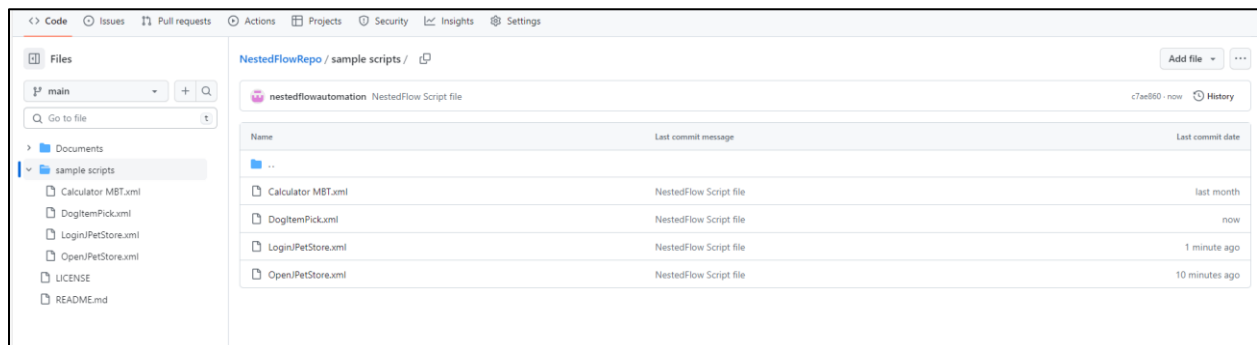 <> Code Issues Pull requests Actions Projects Security Insights Settings
Files
main
Go to file t
Documents
sample scripts
Calculator MBT.xml
DogItemPick.xml
LoginJPetStore.xml
OpenJPetStore.xml
LICENSE
README.md
NestedFlowRepo / sample scripts /
Add file
nestedflowautomation NestedFlow Script file c7ae860 · now History
Name Last commit message Last commit date
..
Calculator MBT.xml NestedFlow Script file last month
DogItemPick.xml NestedFlow Script file now
LoginJPetStore.xml NestedFlow Script file 1 minute ago
OpenJPetStore.xml NestedFlow Script file 10 minutes ago